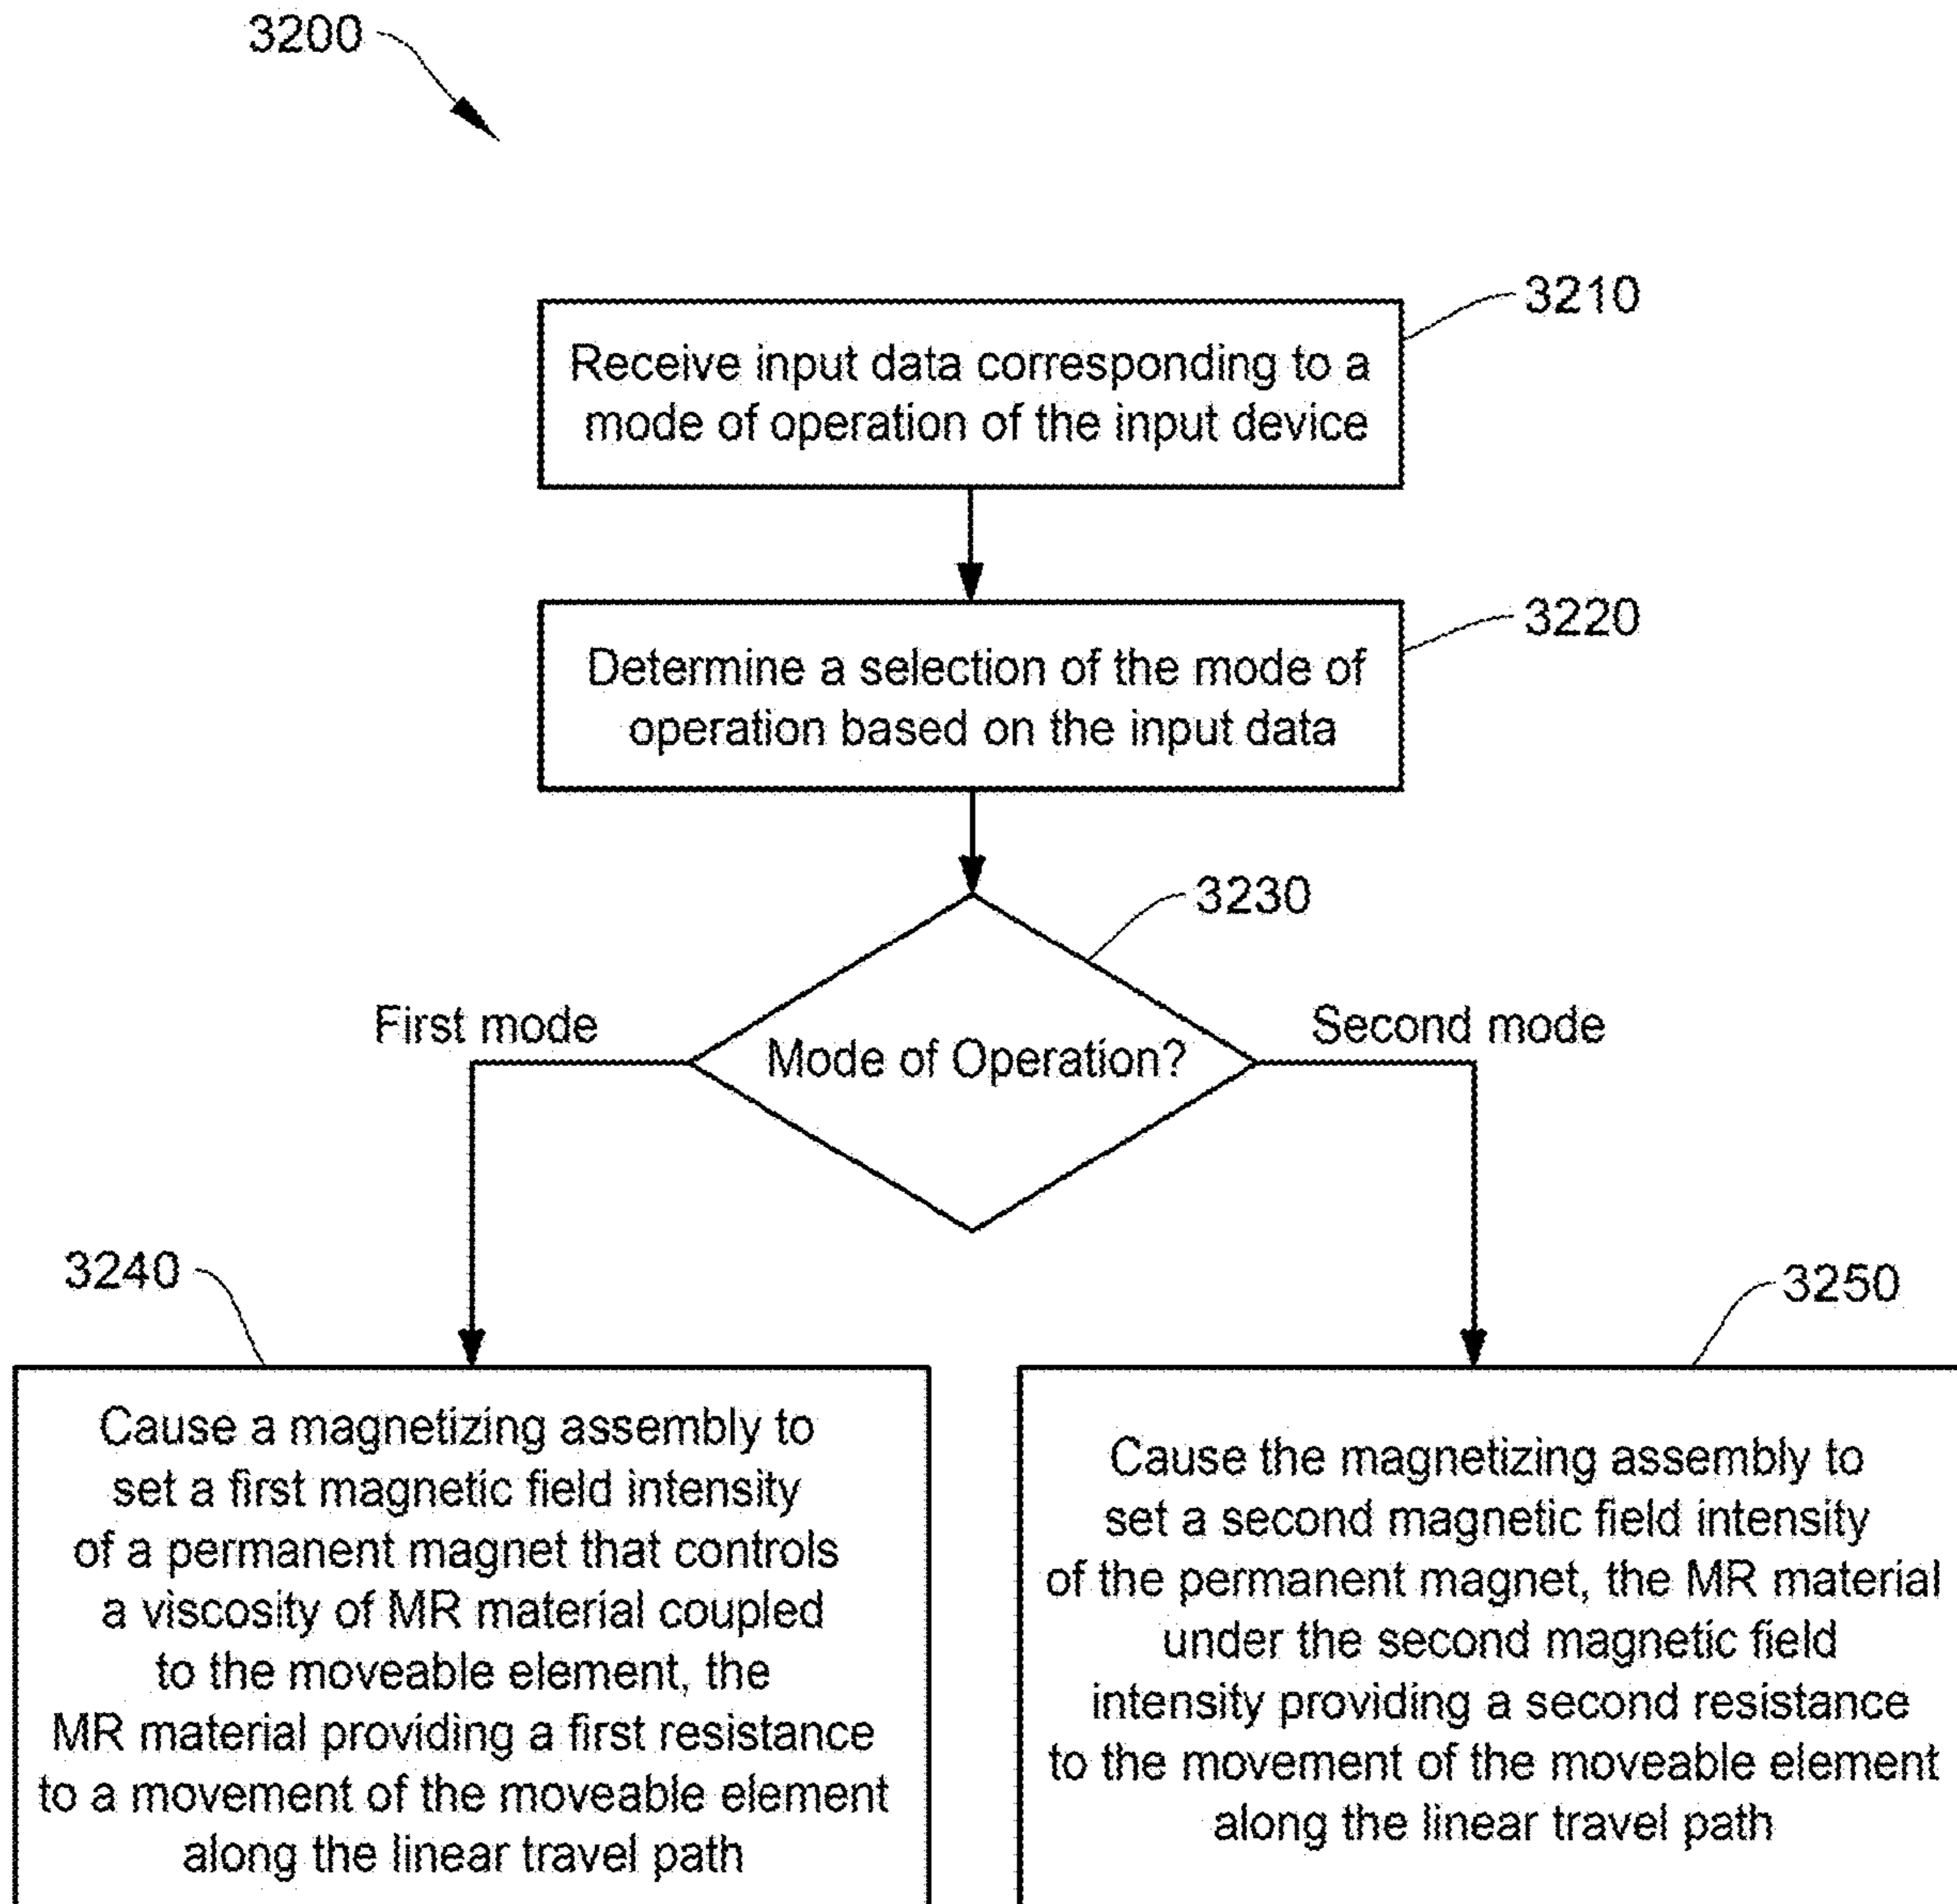 3200
3210
Receive input data corresponding to a
mode of operation of the input device
3220
Determine a selection of the mode of
operation based on the input data
3230
First mode
Mode of Operation?
Second mode
3240
Cause a magnetizing assembly to
set a first magnetic field intensity
of a permanent magnet that controls
a viscosity of MR material coupled
to the moveable element, the
MR material providing a first resistance
to a movement of the moveable element
along the linear travel path
3250
Cause the magnetizing assembly to
set a second magnetic field intensity
of the permanent magnet, the MR material
under the second magnetic field
intensity providing a second resistance
to the movement of the moveable element
along the linear travel path